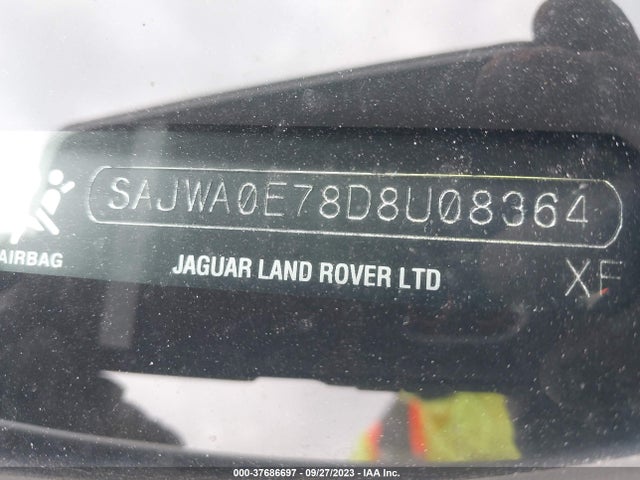 SAJWA0E78D8U08364
AIRBAG
JAGUAR LAND ROVER LTD
XF
000-37686697 - 09/27/2023 - IAA Inc.